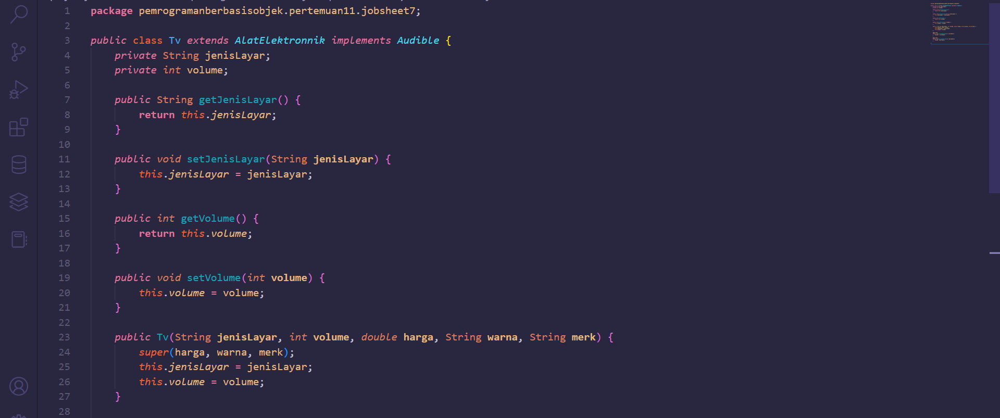 1 package pemrogramanberbasisobjek.pertemuan11.jobsheet7;
2
3 public class Tv extends AlatElektronnik implements Audible {
4     private String jenisLayar;
5     private int volume;
6
7     public String getJenisLayar() {
8         return this.jenisLayar;
9     }
10
11     public void setJenisLayar(String jenisLayar) {
12         this.jenisLayar = jenisLayar;
13     }
14
15     public int getVolume() {
16         return this.volume;
17     }
18
19     public void setVolume(int volume) {
20         this.volume = volume;
21     }
22
23     public Tv(String jenisLayar, int volume, double harga, String warna, String merk) {
24         super(harga, warna, merk);
25         this.jenisLayar = jenisLayar;
26         this.volume = volume;
27     }
28